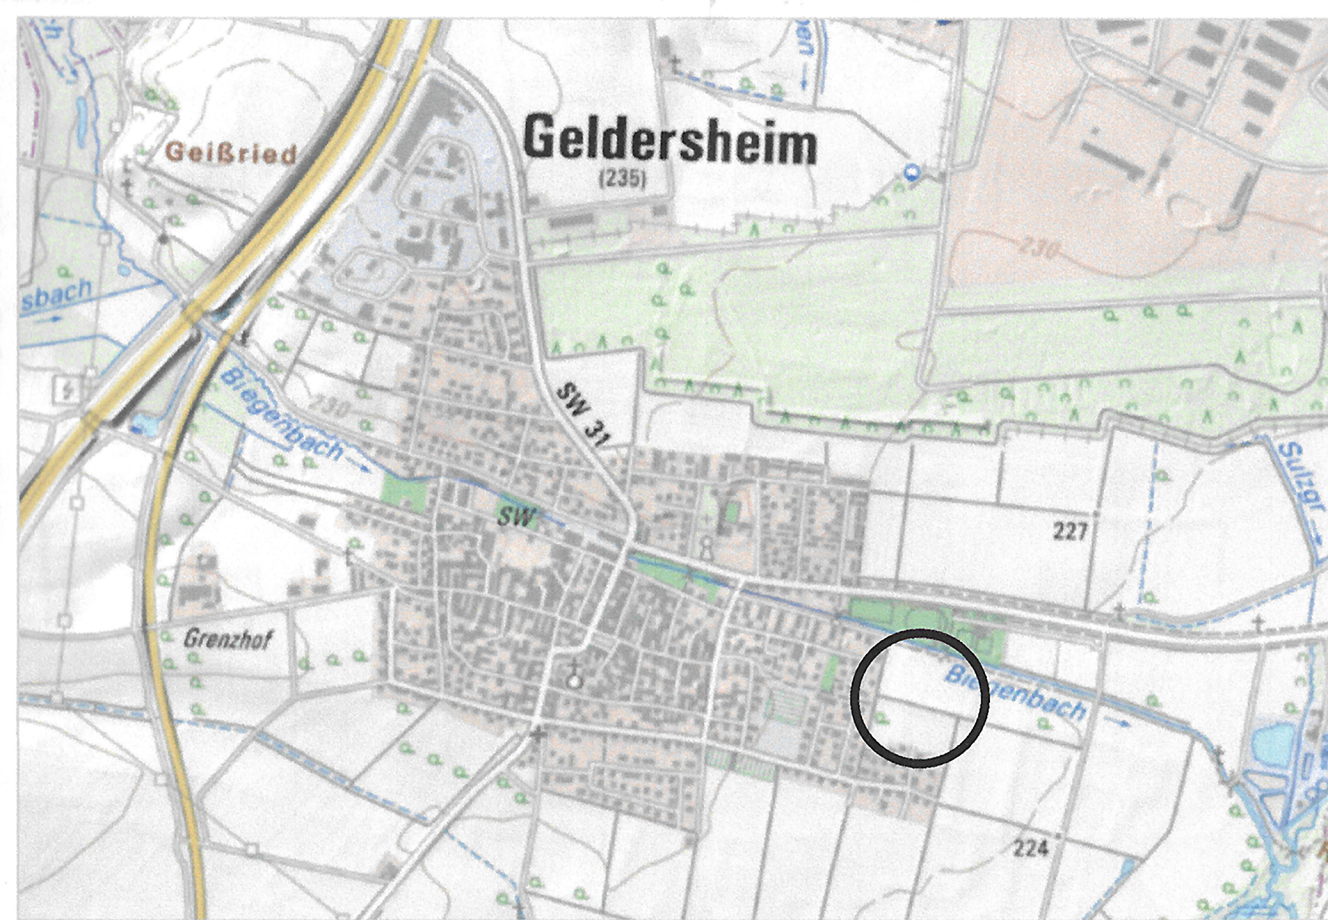 Geldersheim
(235)
Geißried
230
sbach
Biegenbach
230
SW 31
SW
Sulzgr
227
Grenzhof
Biegenbach
224